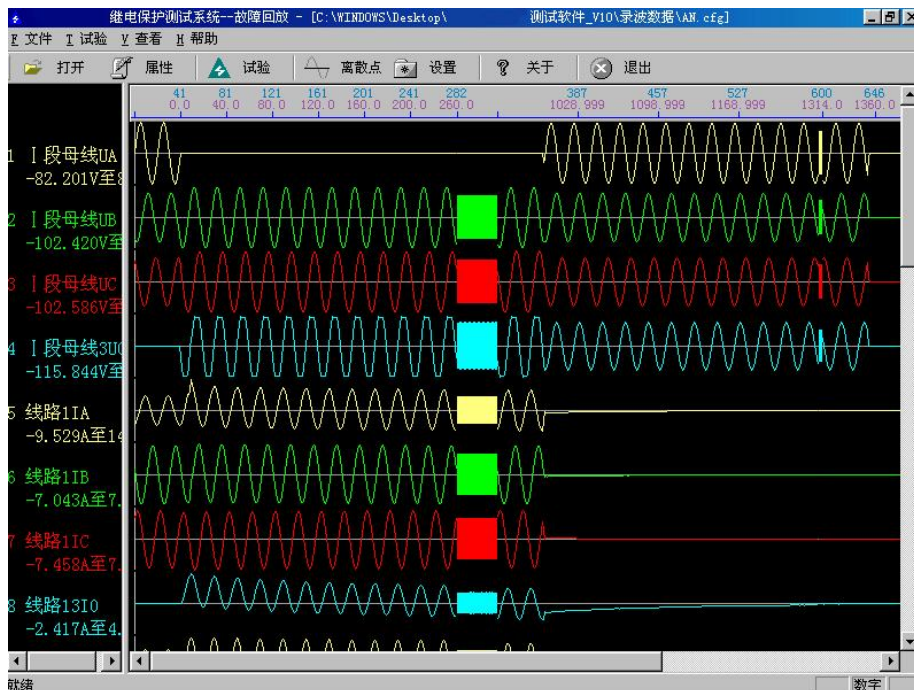 继电保护测试系统--故障回放 - [C:\WINDOWS\Desktop\ 测试软件_V10\录波数据\AN.cfg]
F 文件 T 试验 V 查看 H 帮助
打开 属性 试验 离散点 设置 关于 退出
41 81 121 161 201 241 282 387 457 527 600 646
0.0 40.0 80.0 120.0 160.0 200.0 260.0 1028.999 1098.999 1168.999 1314.0 1360.0
1 Ⅰ段母线UA
-82.201V至8
2 Ⅰ段母线UB
-102.420V至
3 Ⅰ段母线UC
-102.586V至
4 Ⅰ段母线3U0
-115.844V至
5 线路1IA
-9.529A至14
6 线路1IB
-7.043A至7.
7 线路1IC
-7.458A至7.
8 线路13I0
-2.417A至4.
就绪 数字